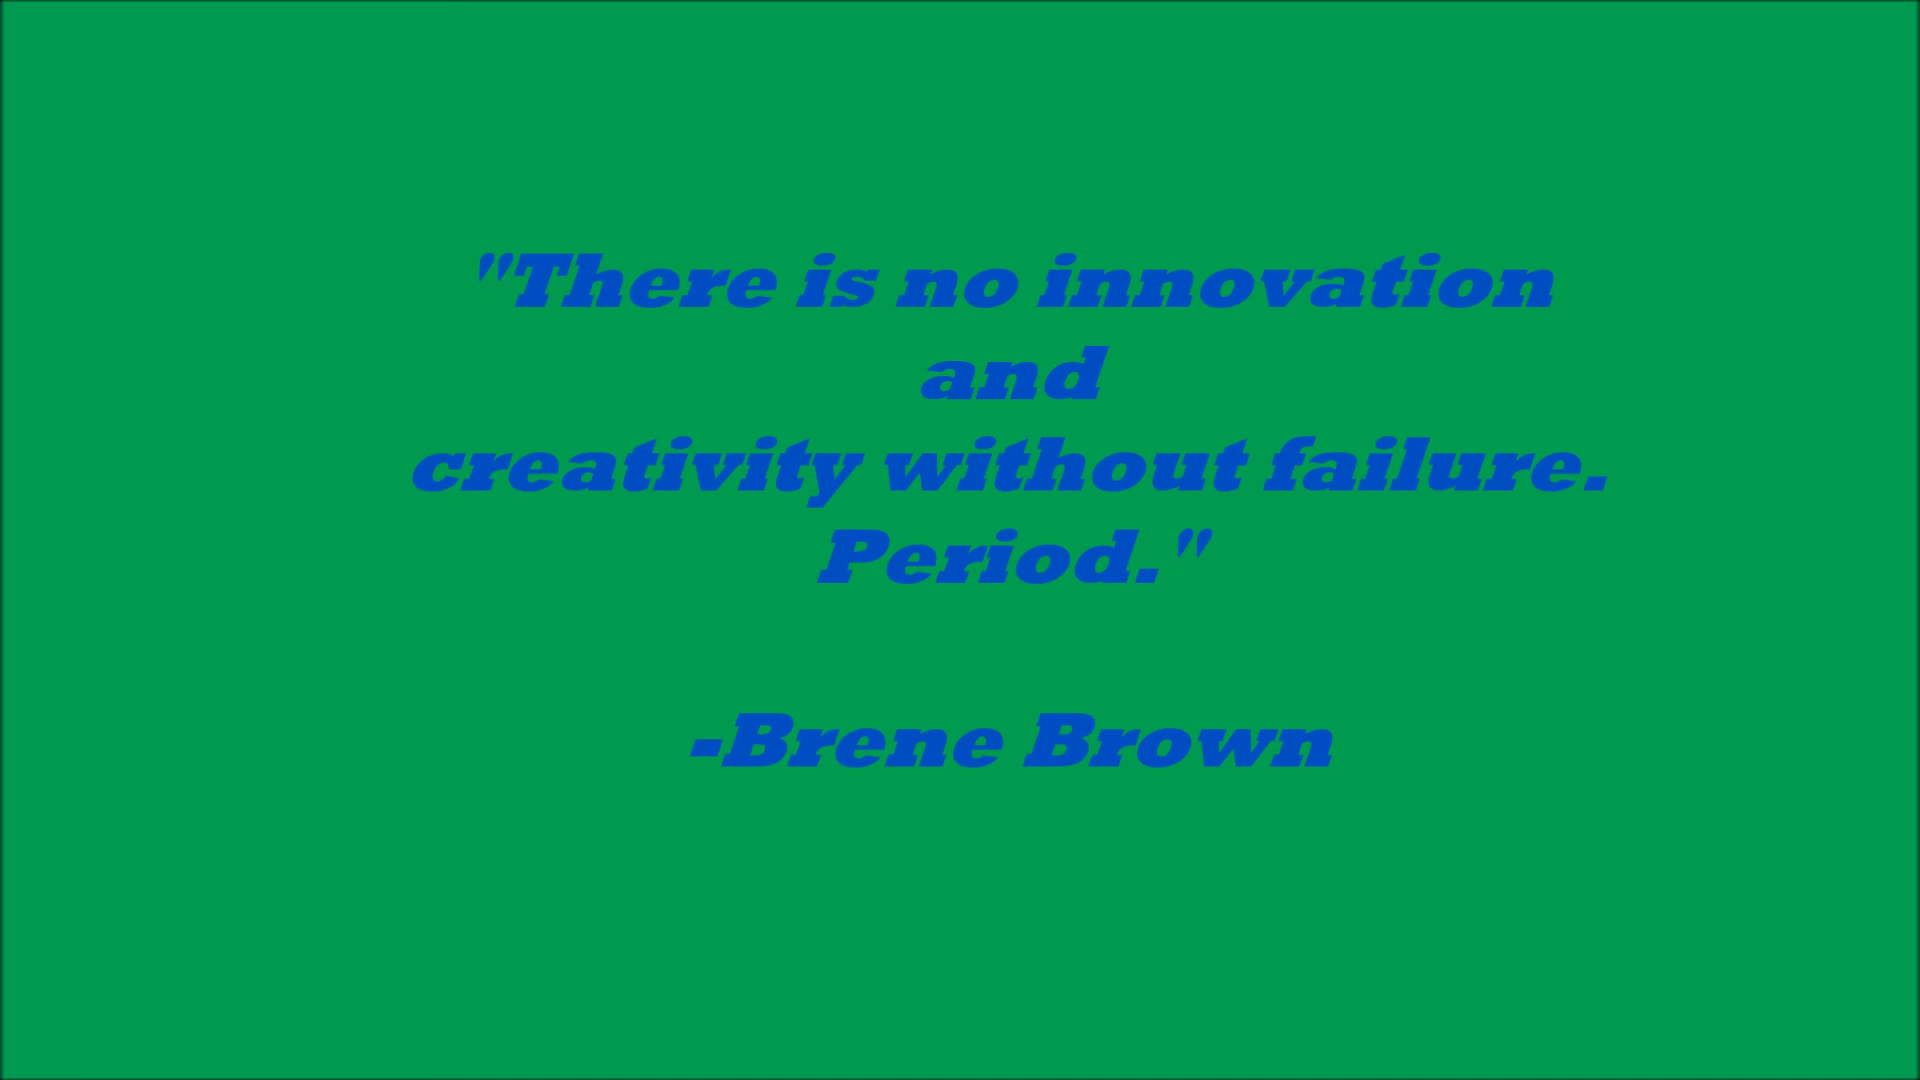 "There is no innovation
and
creativity without failure.
Period."
-Brene Brown